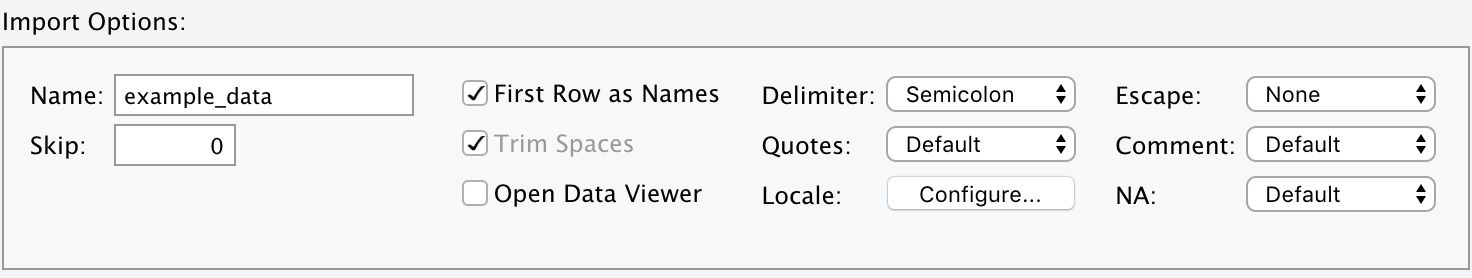 Import Options:
Name: example_data First Row as Names Delimiter: Semicolon Escape: None
Skip: 0 Trim Spaces Quotes: Default Comment: Default
Open Data Viewer Locale: Configure... NA: Default